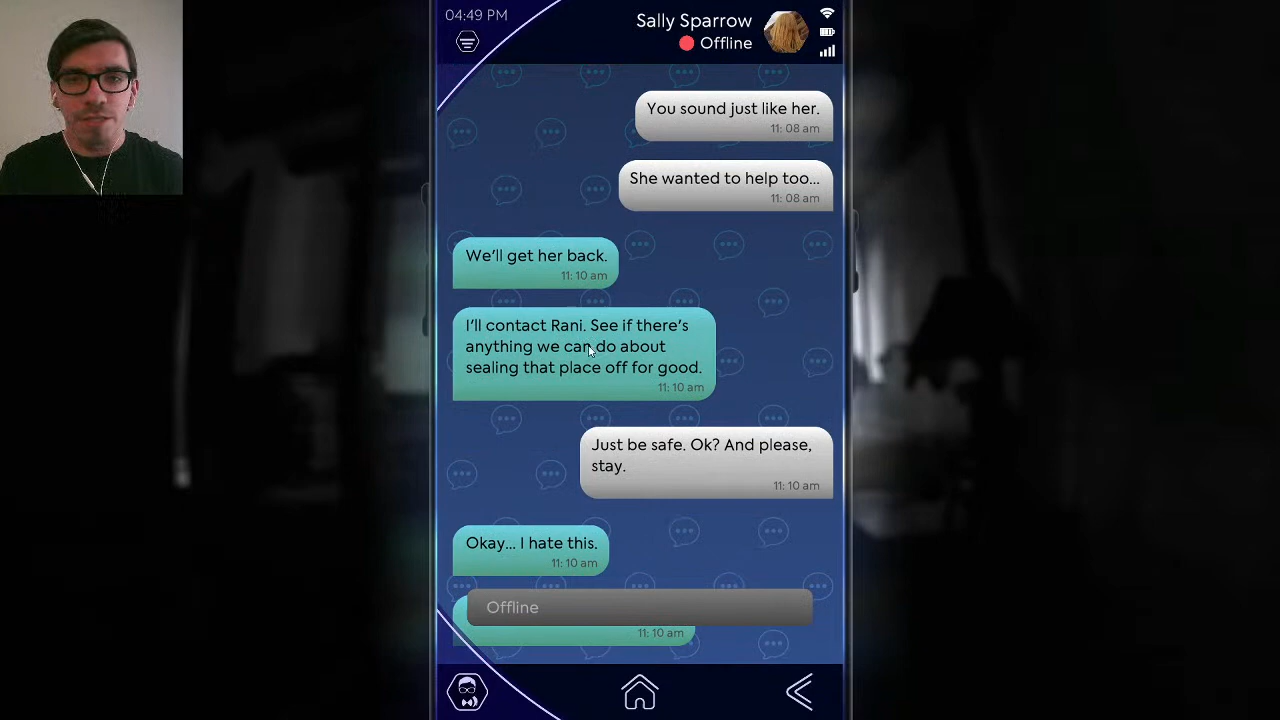 04:49 PM
Sally Sparrow
Offline
You sound just like her.
11: 08 am
She wanted to help too...
11: 08 am
We'll get her back.
11: 10 am
I'll contact Rani. See if there's
anything we can do about
sealing that place off for good.
11: 10 am
Just be safe. Ok? And please,
stay.
11: 10 am
Okay... I hate this.
11: 10 am
Offline
11: 10 am